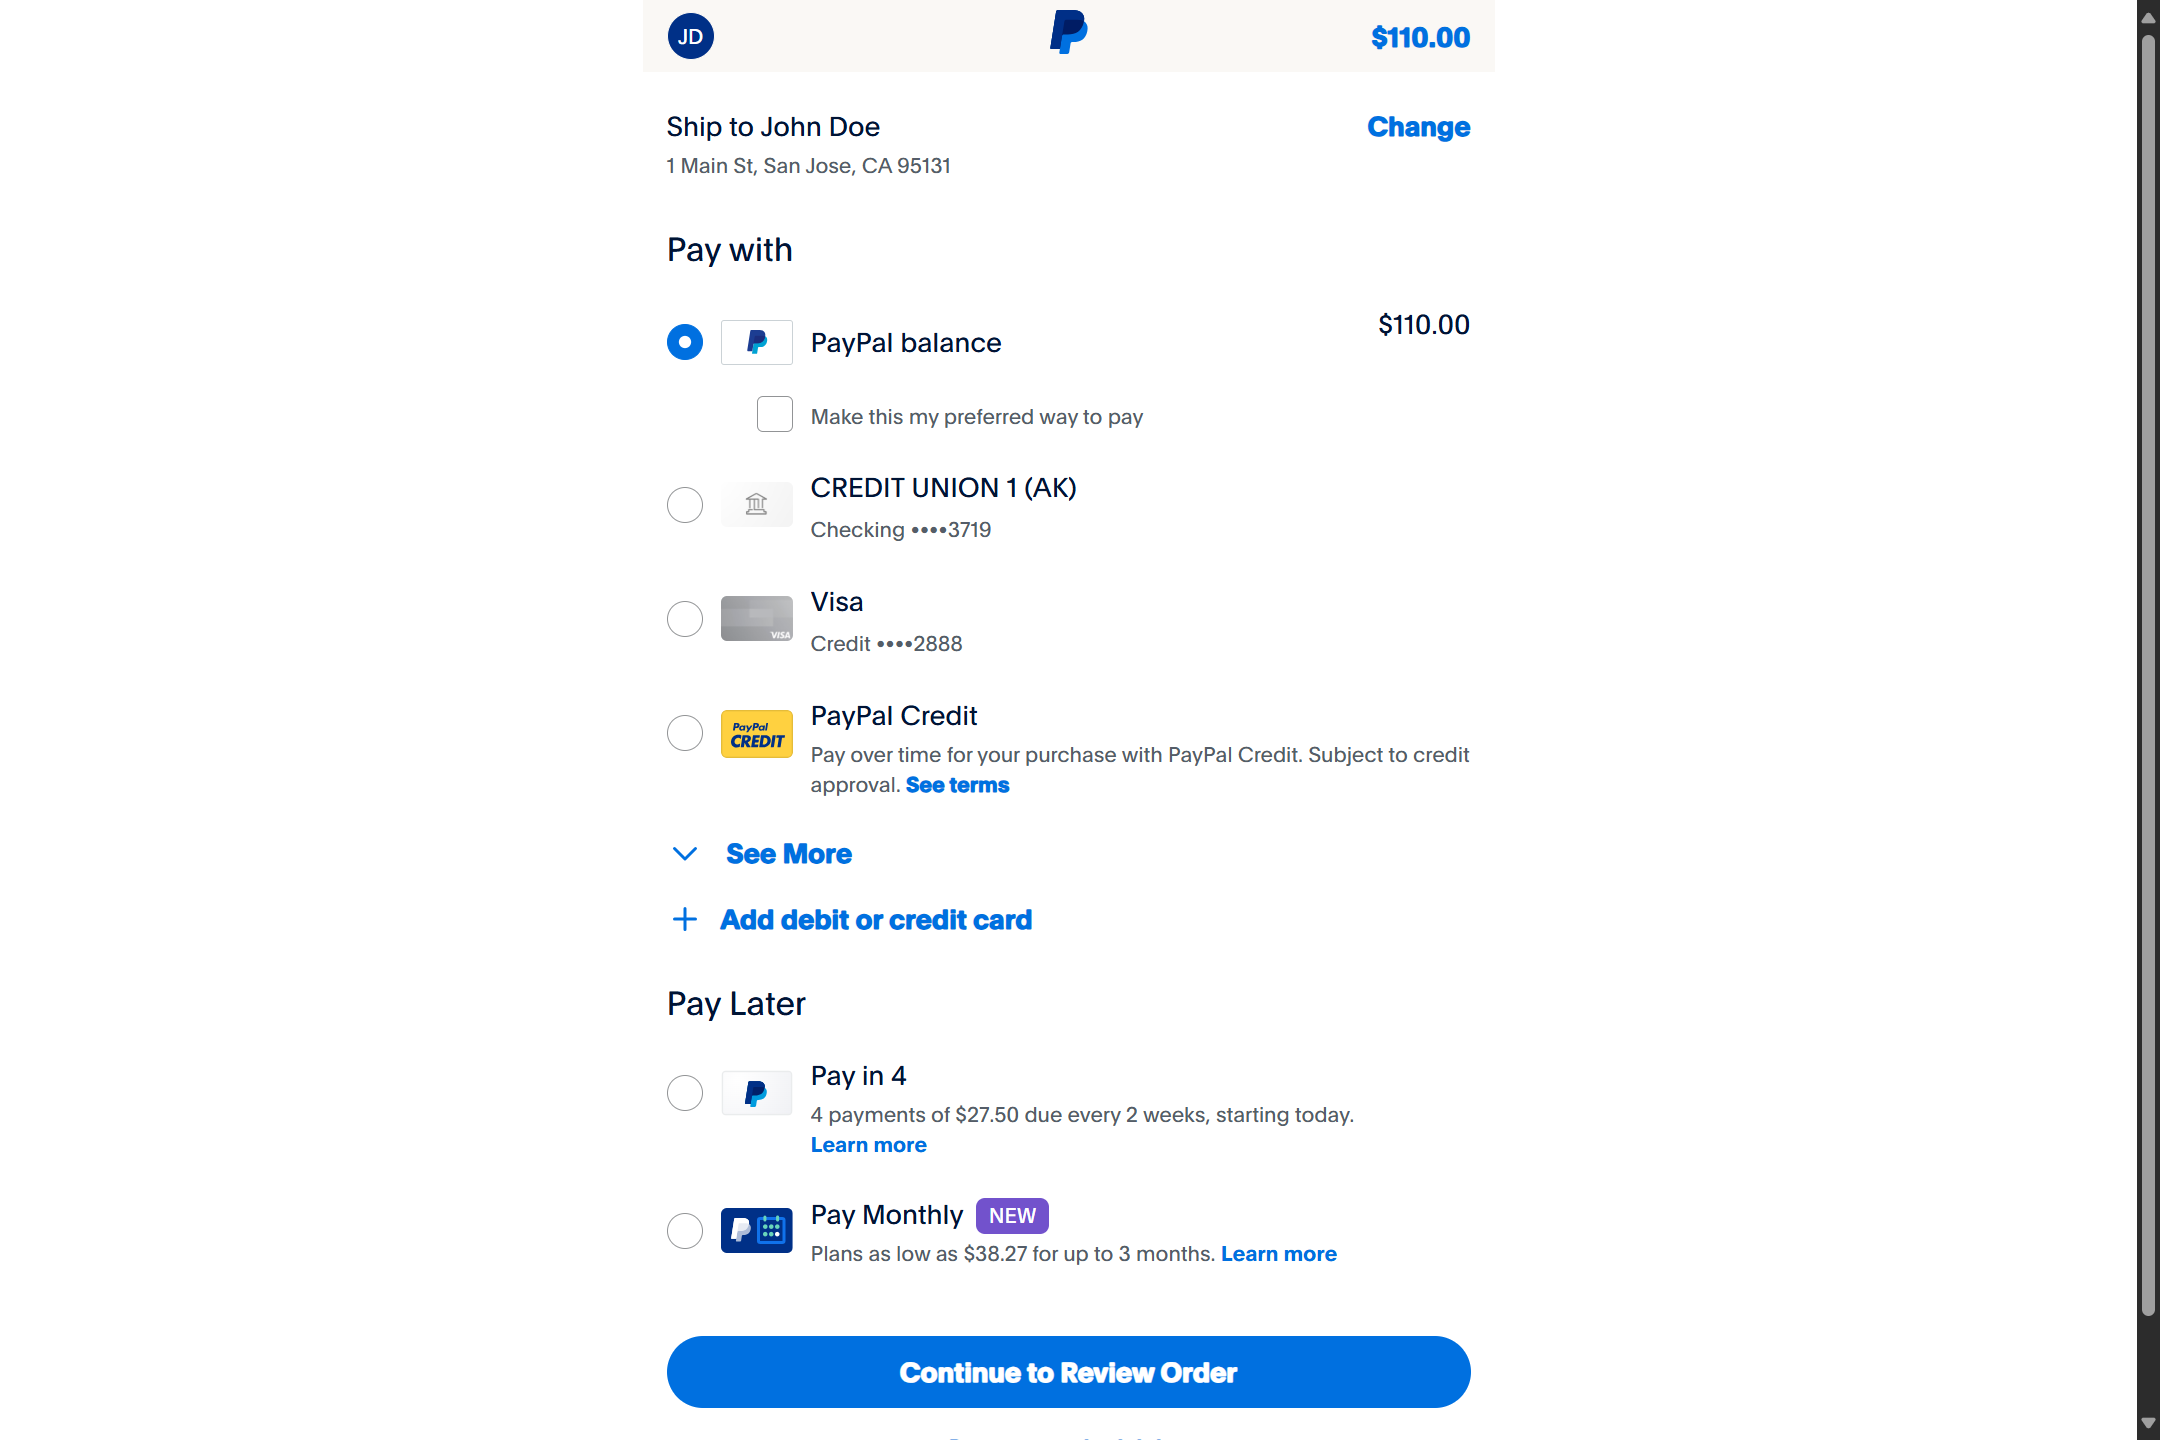 JD
$110.00
Ship to John Doe
Change
1 Main St, San Jose, CA 95131
Pay with
PayPal balance
$110.00
Make this my preferred way to pay
CREDIT UNION 1 (AK)
Checking ••••3719
VISA
Visa
Credit ••••2888
PayPal
CREDIT
PayPal Credit
Pay over time for your purchase with PayPal Credit. Subject to credit
approval. See terms
See More
Add debit or credit card
Pay Later
Pay in 4
4 payments of $27.50 due every 2 weeks, starting today.
Learn more
Pay Monthly NEW
Plans as low as $38.27 for up to 3 months. Learn more
Continue to Review Order